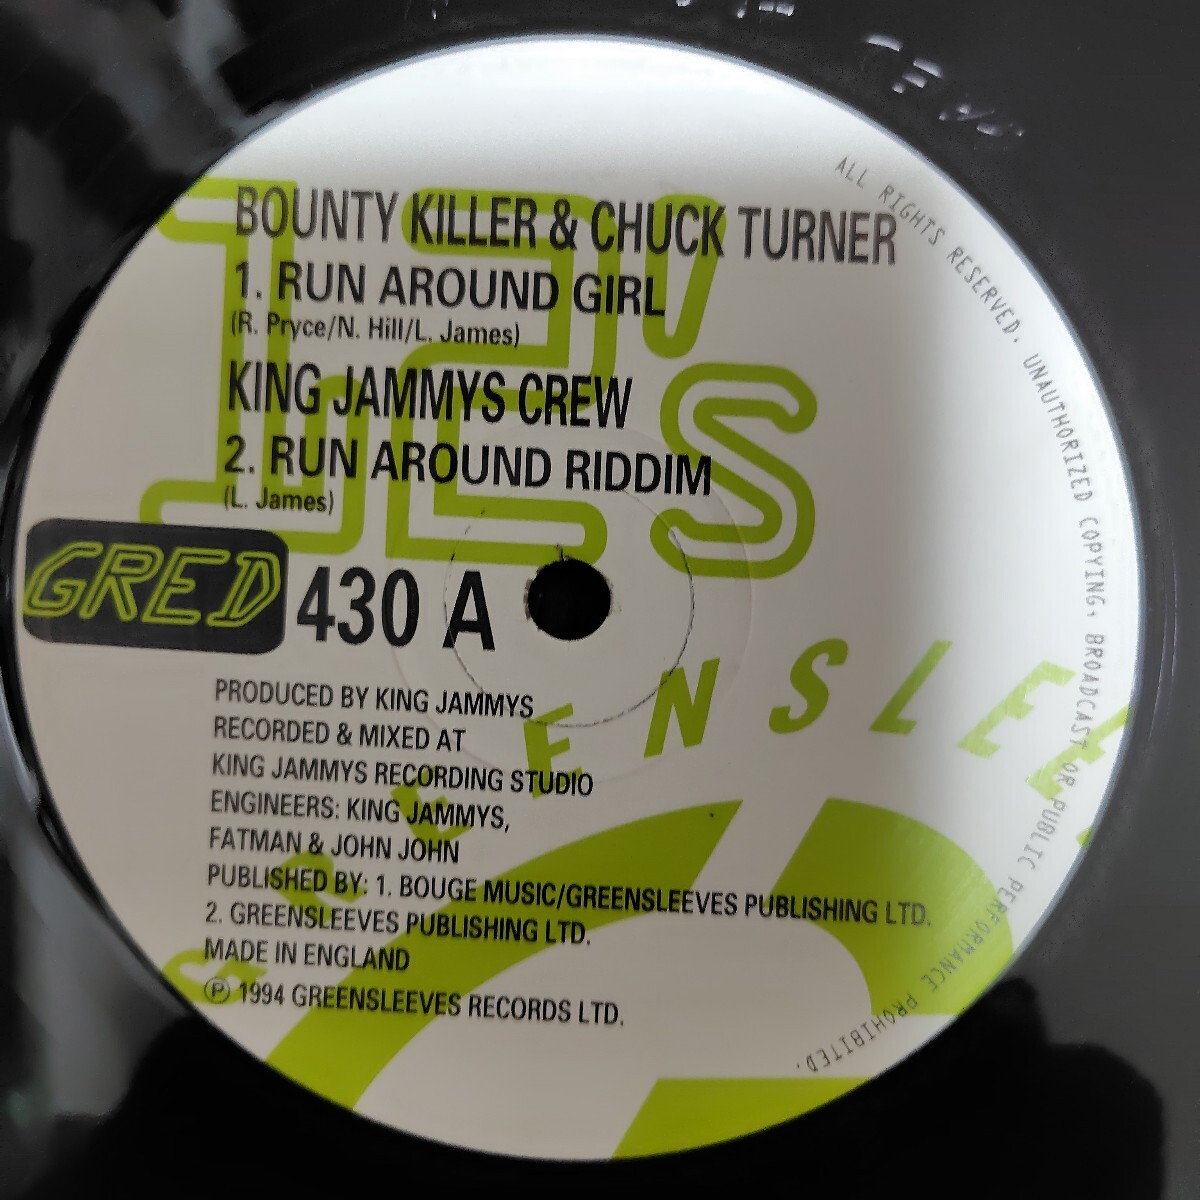 12's
BOUNTY KILLER & CHUCK TURNER
1. RUN AROUND GIRL
(R. Pryce/N. Hill/L. James)
KING JAMMYS CREW
2. RUN AROUND RIDDIM
(L. James)
GRED 430 A
PRODUCED BY KING JAMMYS
RECORDED & MIXED AT
KING JAMMYS RECORDING STUDIO
ENGINEERS: KING JAMMYS,
FATMAN & JOHN JOHN
PUBLISHED BY: 1. BOUGE MUSIC/GREENSLEEVES PUBLISHING LTD.
2. GREENSLEEVES PUBLISHING LTD.
MADE IN ENGLAND
℗ 1994 GREENSLEEVES RECORDS LTD.
GREENSLEE
ALL RIGHTS RESERVED. UNAUTHORIZED COPYING, BROADCAST OR PUBLIC PERFORMANCE PROHIBITED.